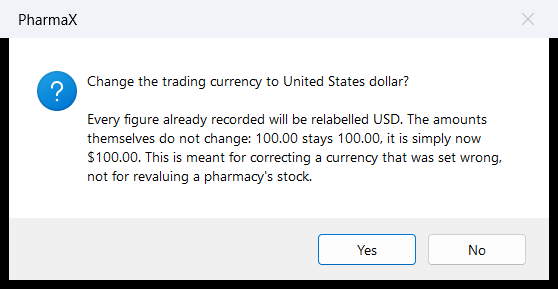 PharmaX
Change the trading currency to United States dollar?
Every figure already recorded will be relabelled USD. The amounts
themselves do not change: 100.00 stays 100.00, it is simply now
$100.00. This is meant for correcting a currency that was set wrong,
not for revaluing a pharmacy's stock.
Yes
No